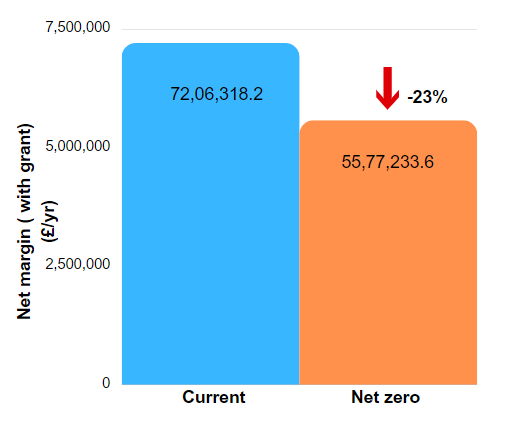 7,500,000
72,06,318.2
-23%
5,000,000
55,77,233.6
2,500,000
0
Net margin ( with grant)
(£/yr)
Current
Net zero